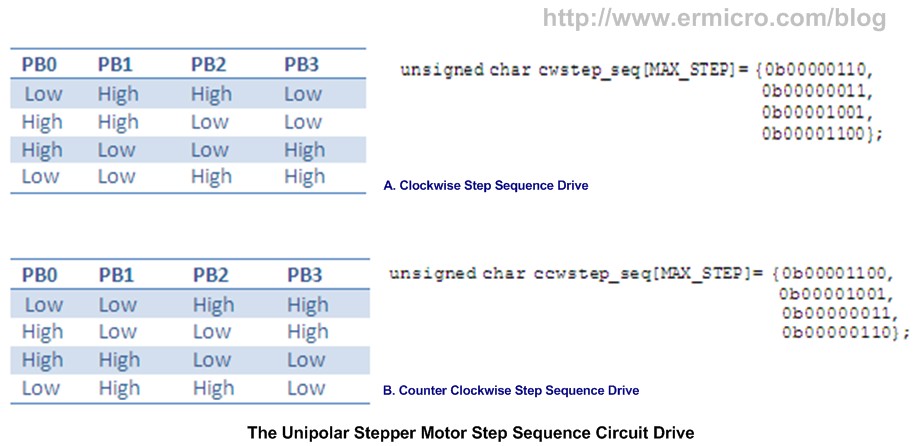 http://www.ermicro.com/blog
PB0 PB1 PB2 PB3
Low High High Low
High High Low Low
High Low Low High
Low Low High High
unsigned char cwstep_seq[MAX_STEP]= {0b00000110,
0b00000011,
0b00001001,
0b00001100};
A. Clockwise Step Sequence Drive
PB0 PB1 PB2 PB3
Low Low High High
High Low Low High
High High Low Low
Low High High Low
unsigned char ccwstep_seq[MAX_STEP]= {0b00001100,
0b00001001,
0b00000011,
0b00000110};
B. Counter Clockwise Step Sequence Drive
The Unipolar Stepper Motor Step Sequence Circuit Drive